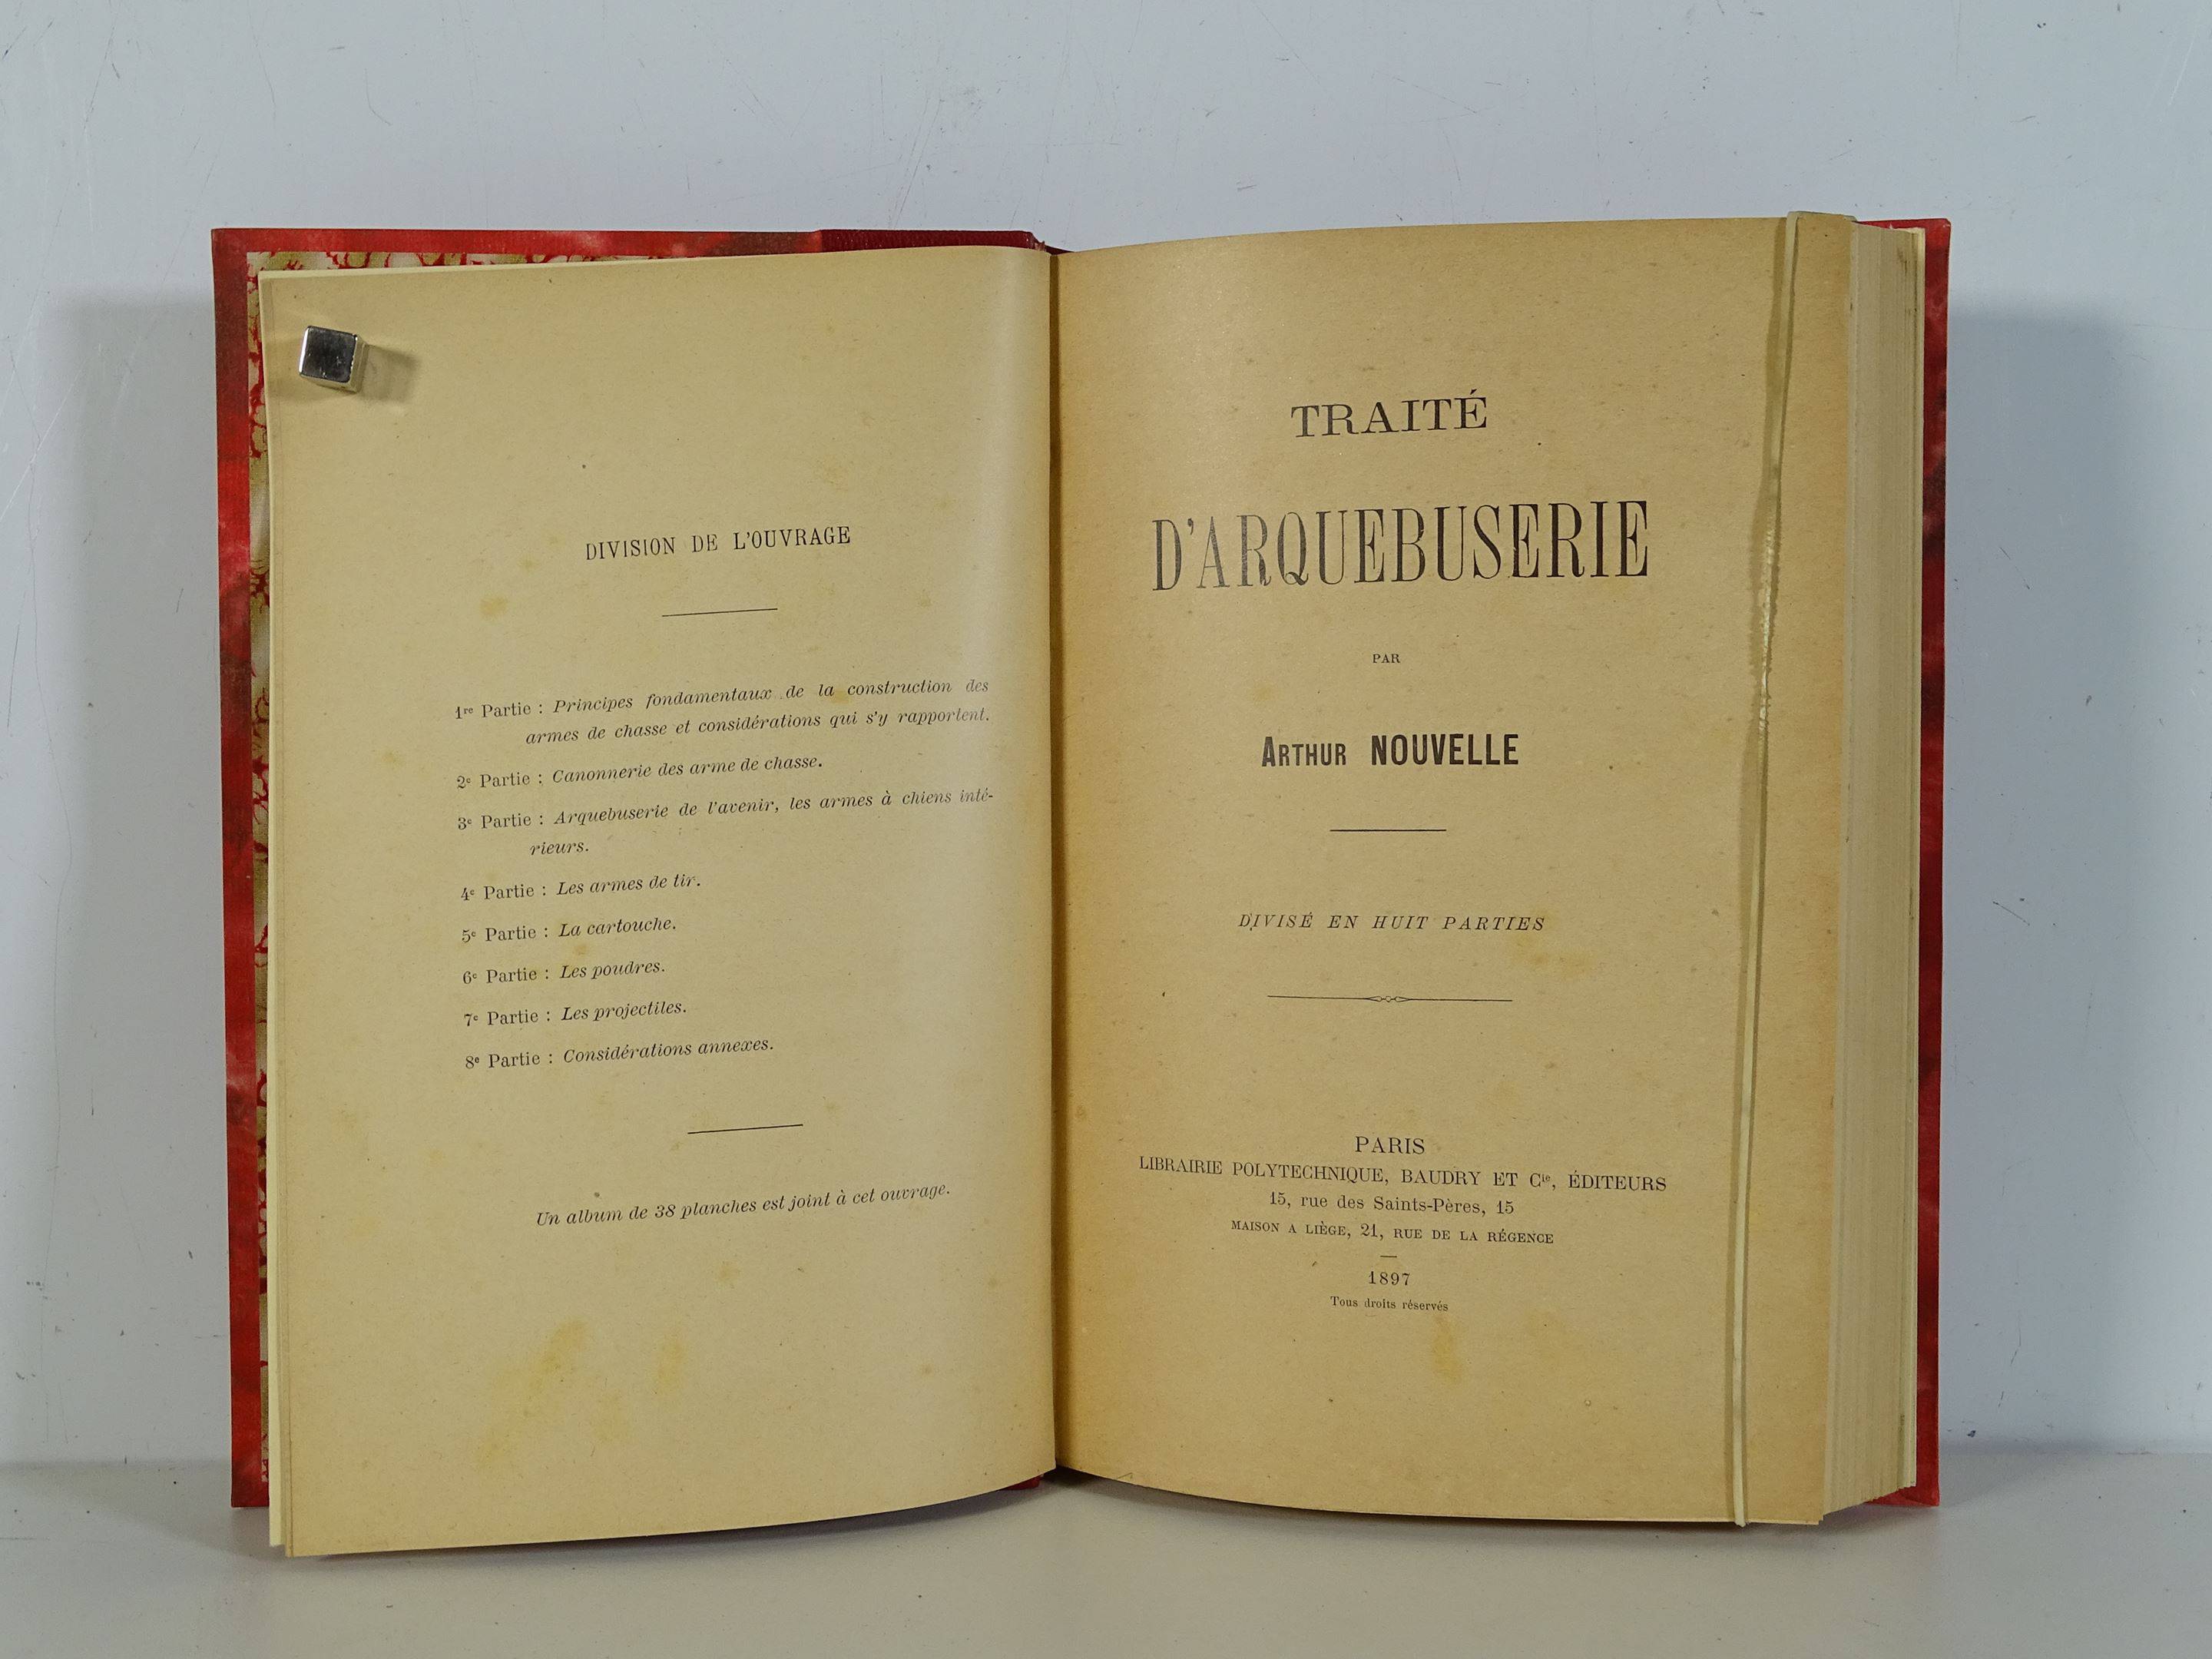 DIVISION DE L'OUVRAGE
1re Partie : Principes fondamentaux de la construction des
armes de chasse et considérations qui s'y rapportent.
2e Partie : Canonnerie des arme de chasse.
3e Partie : Arquebuserie de l'avenir, les armes à chiens inté-
rieurs.
4e Partie : Les armes de tir.
5e Partie : La cartouche.
6e Partie : Les poudres.
7e Partie : Les projectiles.
8e Partie : Considérations annexes.
Un album de 38 planches est joint à cet ouvrage.
TRAITÉ
D'ARQUEBUSERIE
PAR
ARTHUR NOUVELLE
DIVISÉ EN HUIT PARTIES
PARIS
LIBRAIRIE POLYTECHNIQUE, BAUDRY ET Cie, ÉDITEURS
15, rue des Saints-Pères, 15
MAISON A LIÈGE, 21, RUE DE LA RÉGENCE
1897
Tous droits réservés